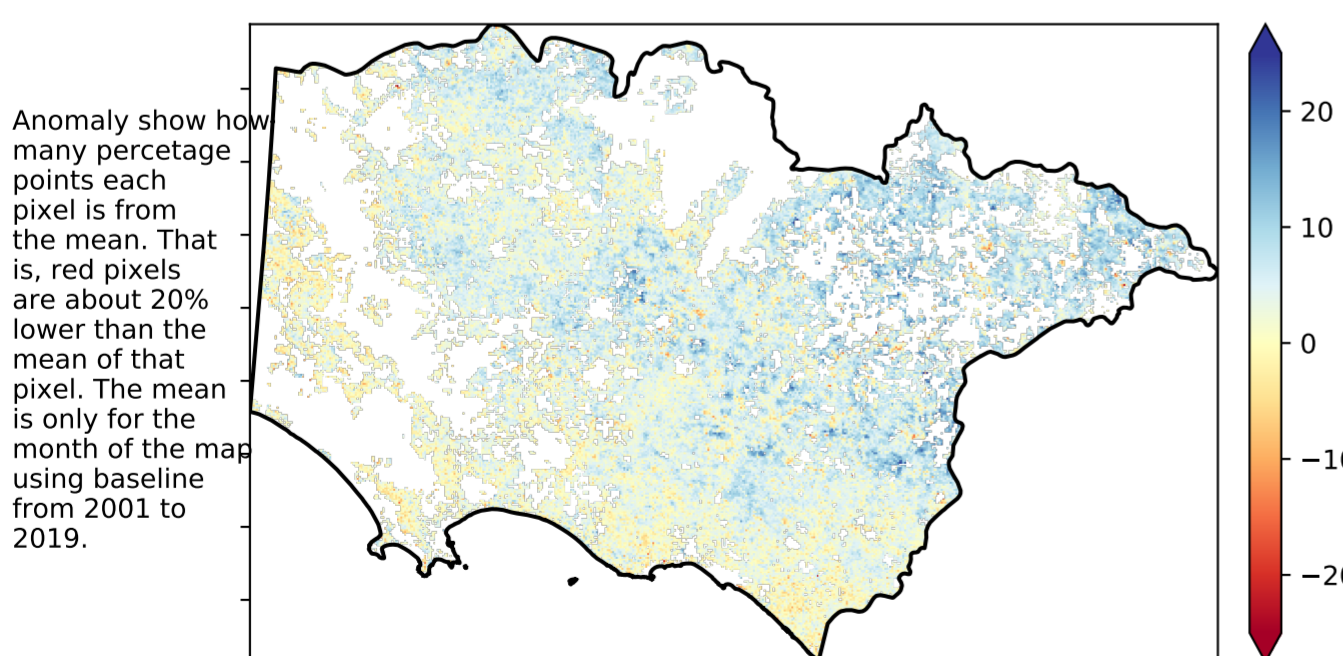 Anomaly show how
many percetage
points each
pixel is from
the mean. That
is, red pixels
are about 20%
lower than the
mean of that
pixel. The mean
is only for the
month of the map
using baseline
from 2001 to
2019.
20
10
0
−10
−20